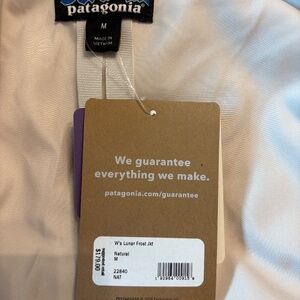 patagonia®
M
MADE IN
VIETNAM
We guarantee
everything we make.
patagonia.com/guarantee
W's Lunar Frost Jkt
Natural
M
22840
NAT
$179.00